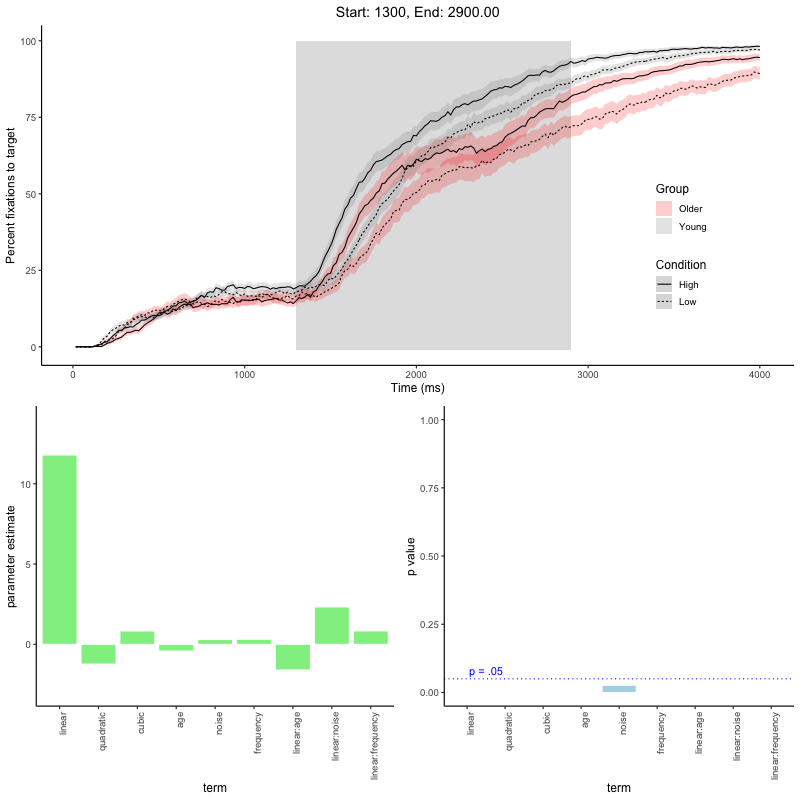 Start: 1300, End: 2900.00
Percent fixations to target
100
75
50
25
0
Group
Older
Young
Condition
High
Low
0
1000
2000
3000
4000
Time (ms)
parameter estimate
10
5
0
linear
quadratic
cubic
age
noise
frequency
linear:age
linear:noise
linear:frequency
term
p value
1.00
0.75
0.50
0.25
0.00
p = .05
linear
quadratic
cubic
age
noise
frequency
linear:age
linear:noise
linear:frequency
term